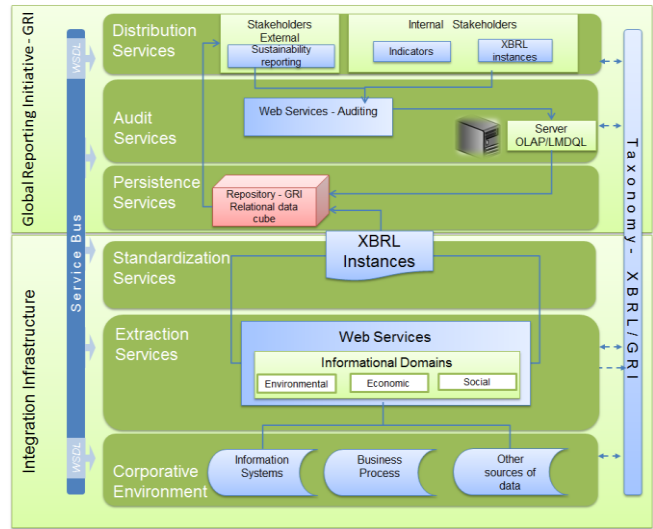 Global Reporting Initiative - GRI
Integration Infrastructure
WSDL
Service Bus
WSDL
Distribution
Services
Stakeholders
External
Sustainability
reporting
Internal Stakeholders
Indicators
XBRL
instances
Audit
Services
Web Services - Auditing
Server
OLAP/LMDQL
Persistence
Services
Repository - GRI
Relational data
cube
Standardization
Services
XBRL
Instances
Extraction
Services
Web Services
Informational Domains
Environmental
Economic
Social
Corporative
Environment
Information
Systems
Business
Process
Other
sources of
data
Taxonomy- XBRL/GRI